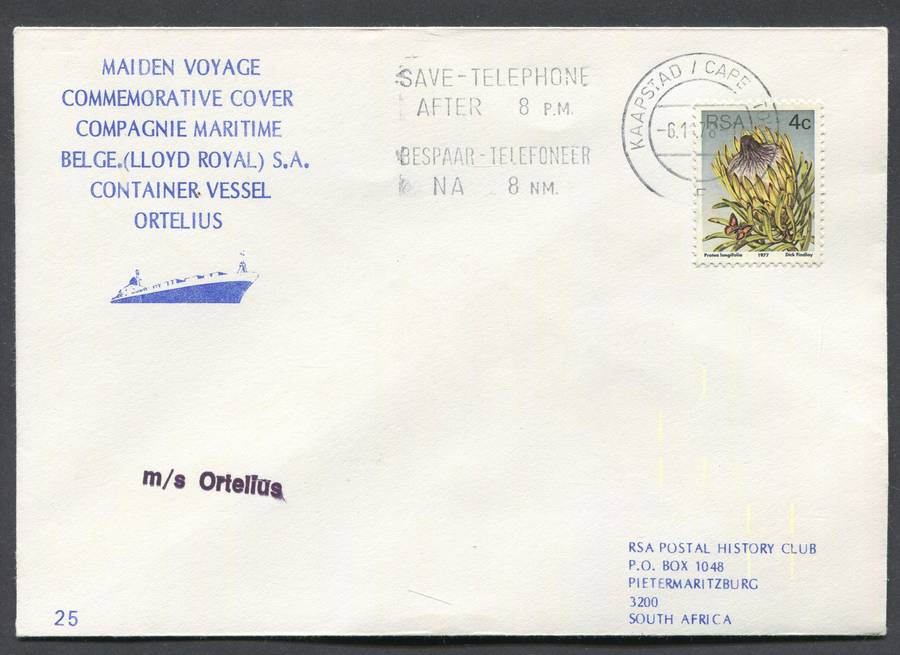 MAIDEN VOYAGE
COMMEMORATIVE COVER
COMPAGNIE MARITIME
BELGE.(LLOYD ROYAL) S.A.
CONTAINER VESSEL
ORTELIUS
SAVE-TELEPHONE
AFTER 8 P.M.
BESPAAR-TELEFONEER
NA 8 NM.
KAAPSTAD / CAPE
RSA 4c
Protea longifolia 1977 Dick Findlay
m/s Ortelius
RSA POSTAL HISTORY CLUB
P.O. BOX 1048
PIETERMARITZBURG
3200
SOUTH AFRICA
25